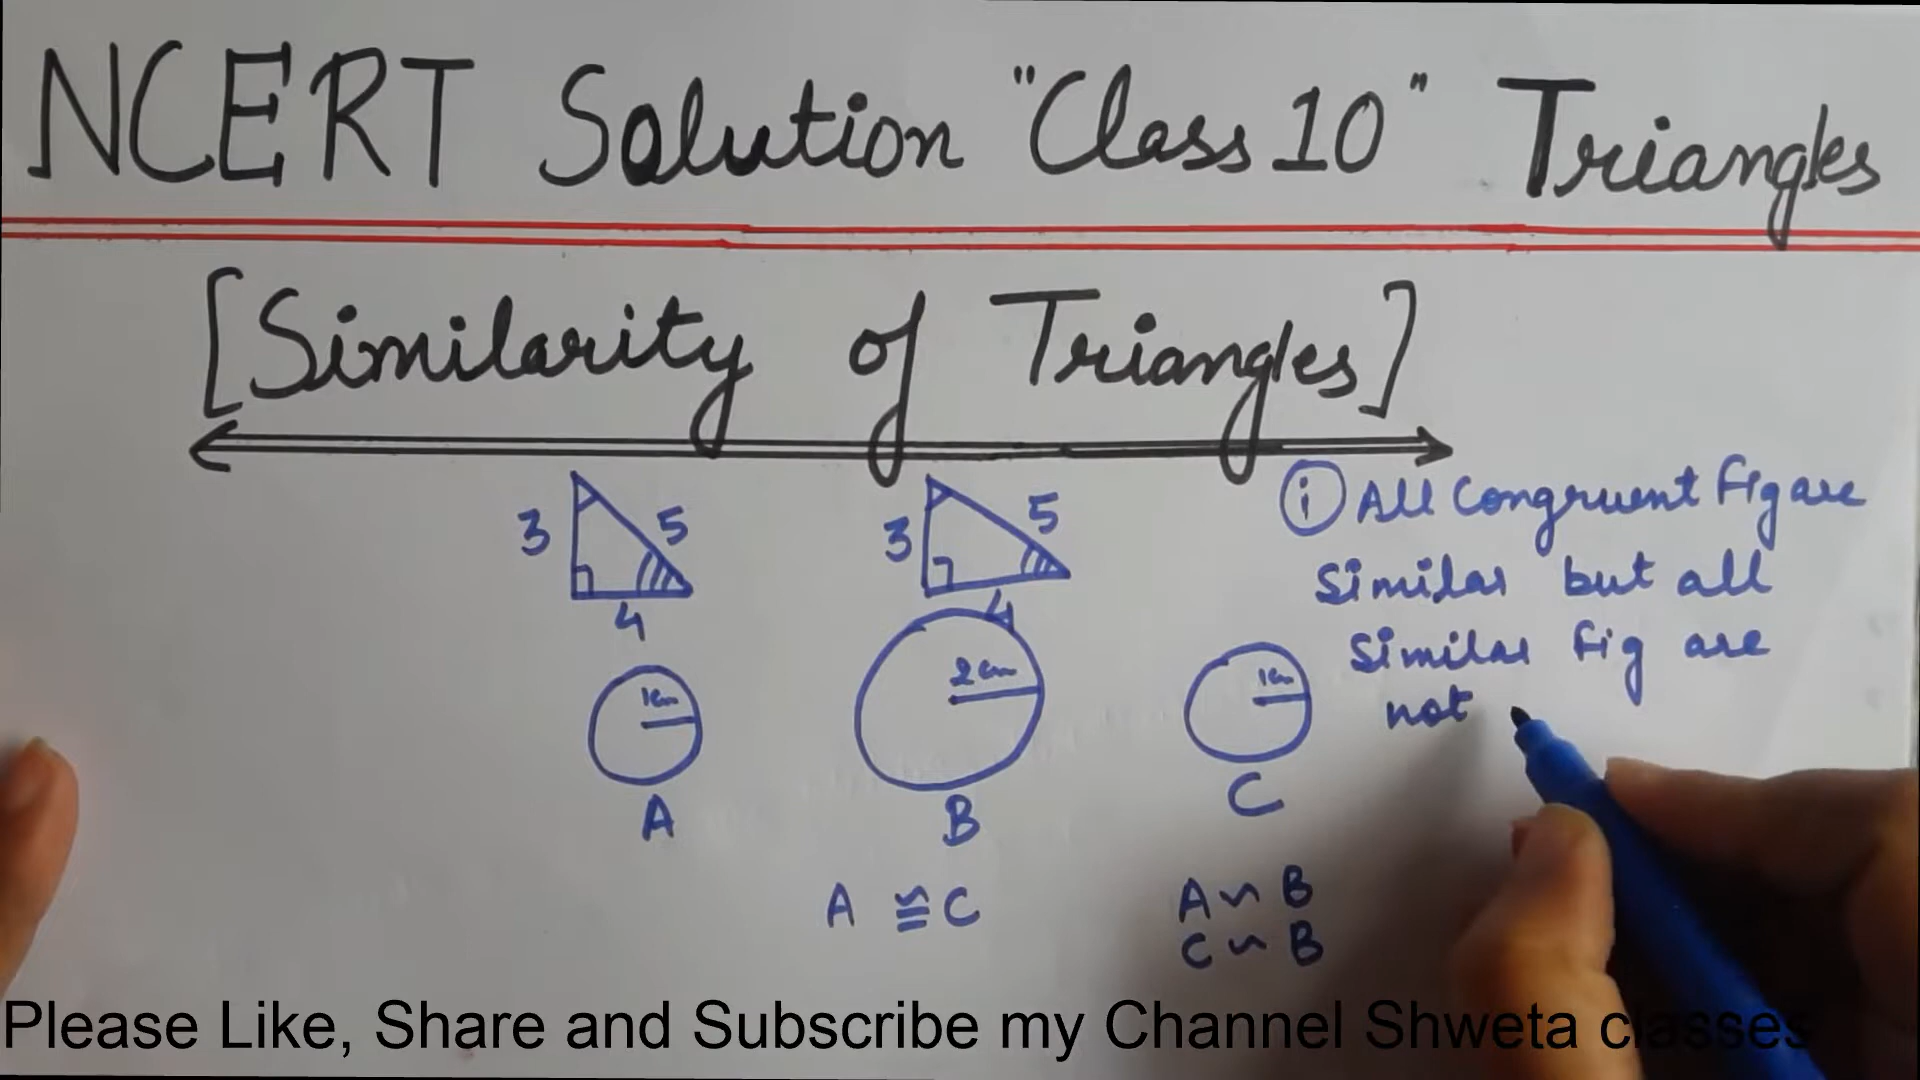 NCERT Solution "Class 10" Triangles
[Similarity of Triangles]
3 5
4
3 5
4
i All Congruent Fig are
Similar but all
Similar Fig are
not
1cm
A
2cm
B
1cm
C
A ≅ C
A ~ B
C ~ B
Please Like, Share and Subscribe my Channel Shweta classes